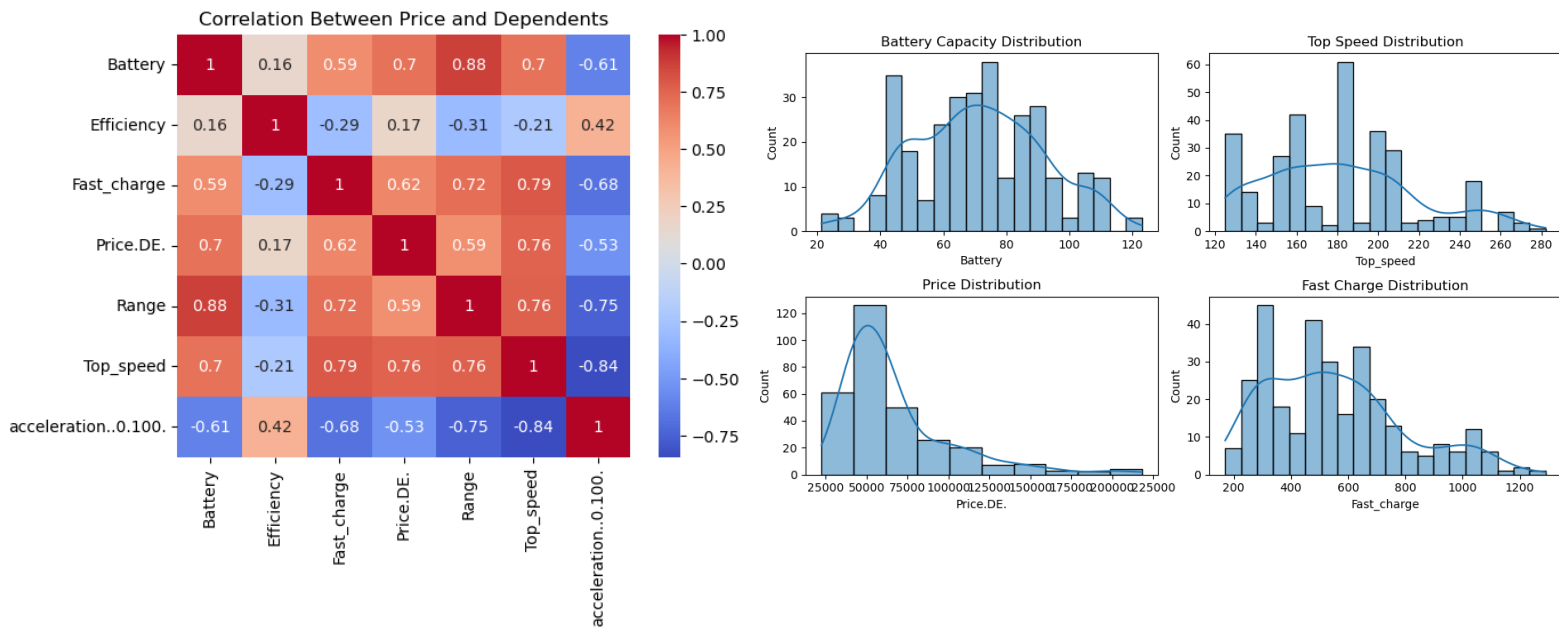 Correlation Between Price and Dependents
Battery 1 0.16 0.59 0.7 0.88 0.7 -0.61
Efficiency 0.16 1 -0.29 0.17 -0.31 -0.21 0.42
Fast_charge 0.59 -0.29 1 0.62 0.72 0.79 -0.68
Price.DE. 0.7 0.17 0.62 1 0.59 0.76 -0.53
Range 0.88 -0.31 0.72 0.59 1 0.76 -0.75
Top_speed 0.7 -0.21 0.79 0.76 0.76 1 -0.84
acceleration..0.100. -0.61 0.42 -0.68 -0.53 -0.75 -0.84 1
Battery
Efficiency
Fast_charge
Price.DE.
Range
Top_speed
acceleration..0.100.
1.00
0.75
0.50
0.25
0.00
−0.25
−0.50
−0.75
Battery Capacity Distribution
Count
30
20
10
0
20 40 60 80 100 120
Battery
Top Speed Distribution
Count
60
50
40
30
20
10
0
120 140 160 180 200 220 240 260 280
Top_speed
Price Distribution
Count
120
100
80
60
40
20
0
25000 50000 75000 100000 125000 150000 175000 200000 225000
Price.DE.
Fast Charge Distribution
Count
40
30
20
10
0
200 400 600 800 1000 1200
Fast_charge